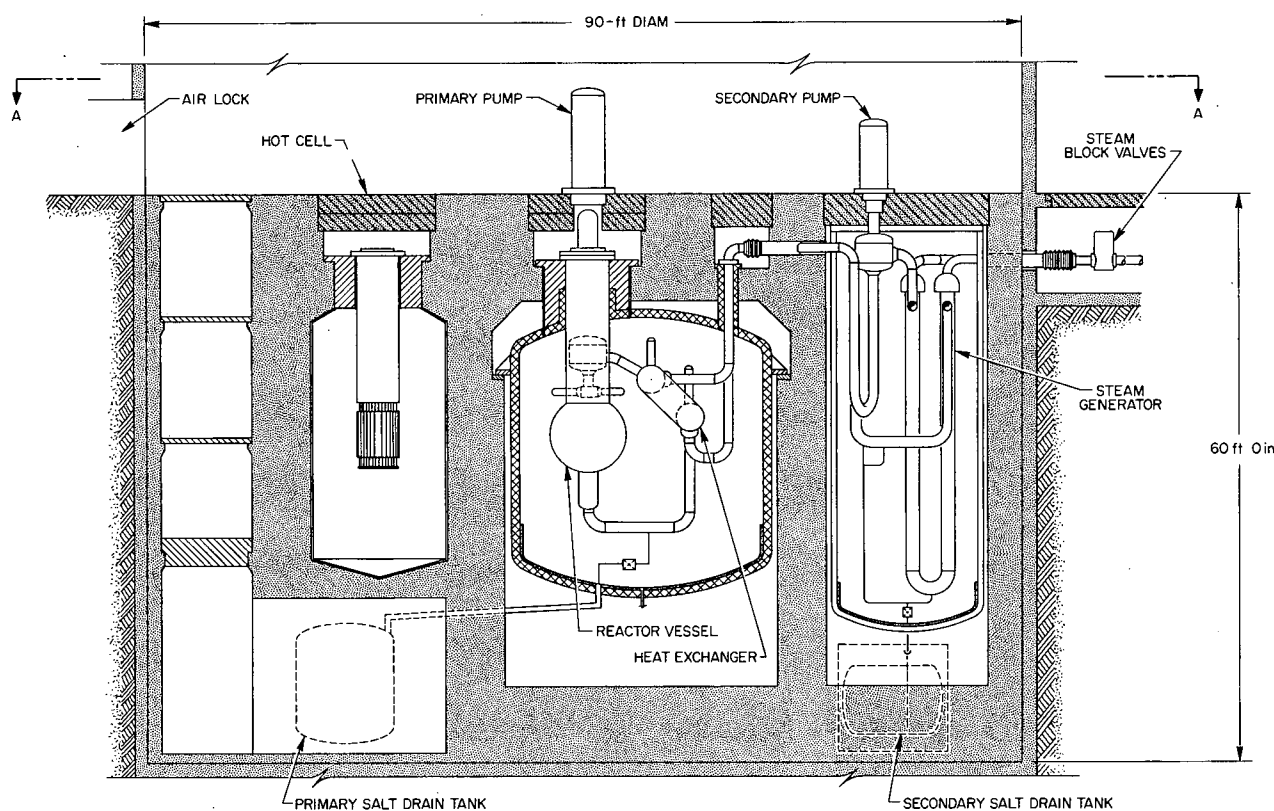 90-ft DIAM
A
AIR LOCK
PRIMARY PUMP
SECONDARY PUMP
A
HOT CELL
STEAM
BLOCK VALVES
STEAM
GENERATOR
60 ft 0 in
REACTOR VESSEL
HEAT EXCHANGER
PRIMARY SALT DRAIN TANK
SECONDARY SALT DRAIN TANK